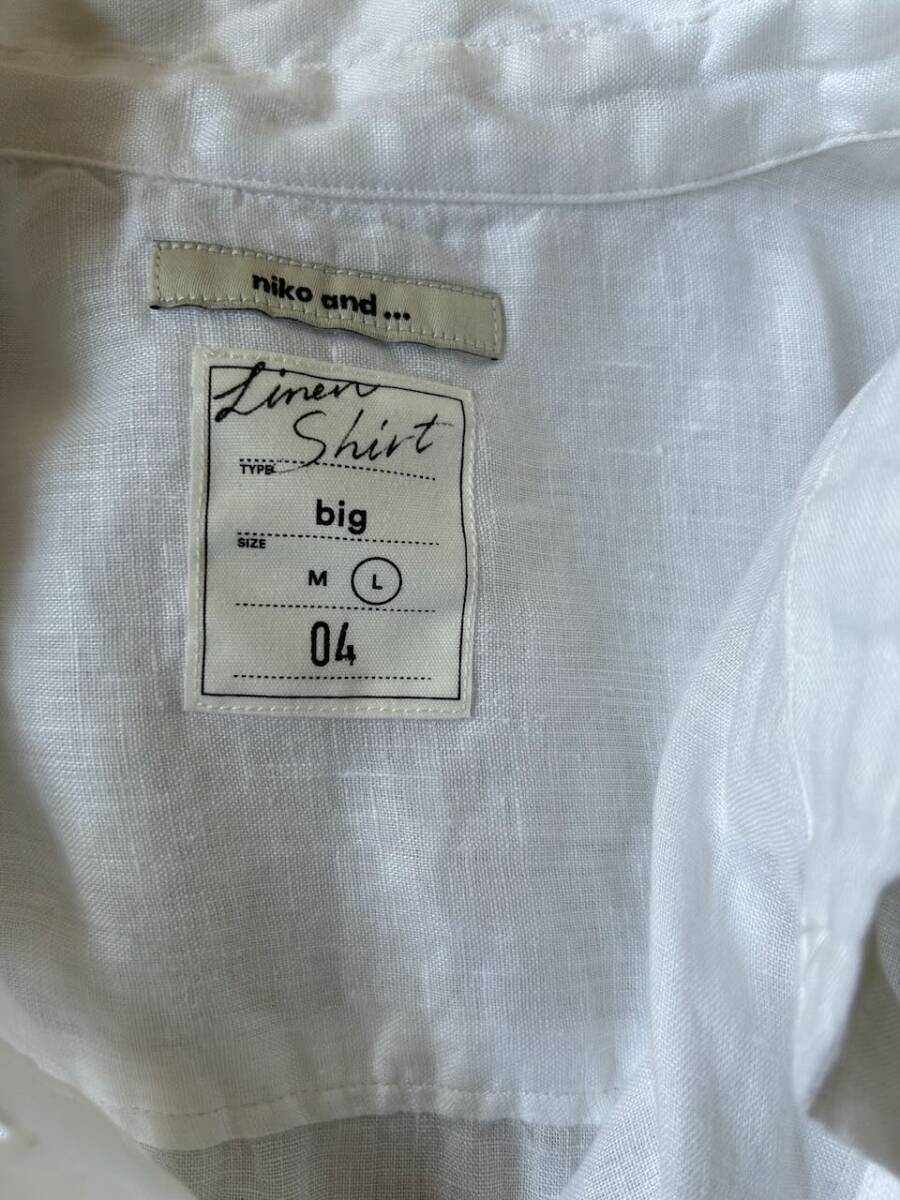 niko and ...
Linen
Shirt
TYPE
big
SIZE
M L
04